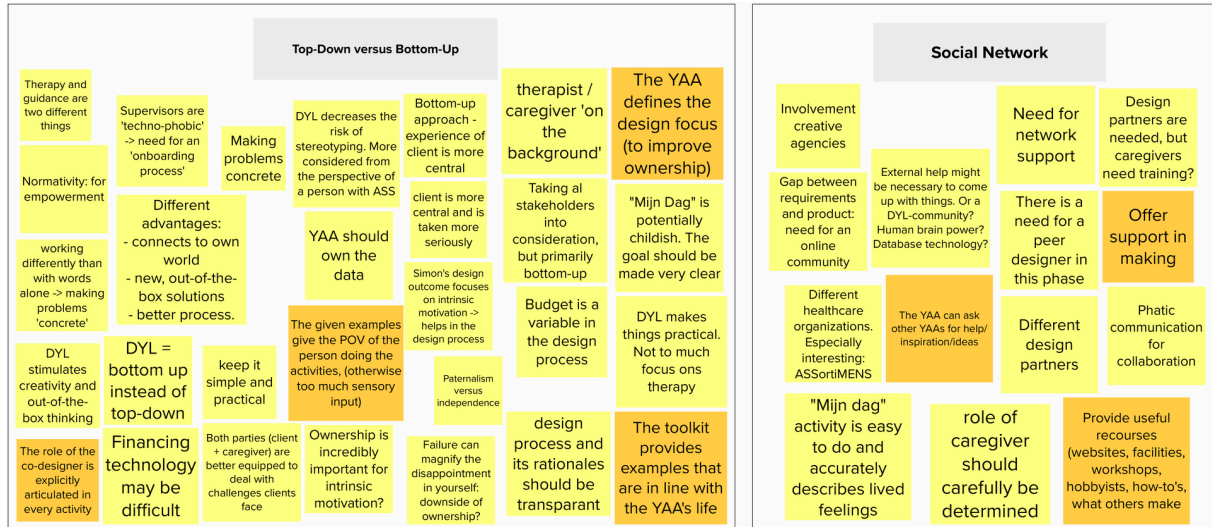 Top-Down versus Bottom-Up
Therapy and
guidance are
two different
things
Supervisors are
'techno-phobic'
-> need for an
'onboarding
process'
Making
problems
concrete
DYL decreases the
risk of
stereotyping. More
considered from
the perspective of
a person with ASS
Bottom-up
approach -
experience of
client is more
central
therapist /
caregiver 'on
the
background'
The YAA
defines the
design focus
(to improve
ownership)
Normativity: for
empowerment
Different
advantages:
- connects to own
world
- new, out-of-the-
box solutions
- better process.
YAA should
own the
data
client is more
central and is
taken more
seriously
Taking al
stakeholders
into
consideration,
but primarily
bottom-up
"Mijn Dag" is
potentially
childish. The
goal should be
made very clear
working
differently than
with words
alone -> making
problems
'concrete'
The given examples
give the POV of the
person doing the
activities, (otherwise
too much sensory
input)
Simon's design
outcome focuses
on intrinsic
motivation ->
helps in the
design process
Budget is a
variable in
the design
process
DYL makes
things practical.
Not to much
focus ons
therapy
DYL
stimulates
creativity and
out-of-the-
box thinking
DYL =
bottom up
instead of
top-down
keep it
simple and
practical
Paternalism
versus
independence
The role of the
co-designer is
explicitly
articulated in
every activity
Financing
technology
may be
difficult
Both parties (client
+ caregiver) are
better equipped to
deal with
challenges clients
face
Ownership is
incredibly
important for
intrinsic
motivation?
Failure can
magnify the
disappointment
in yourself:
downside of
ownership?
design
process and
its rationales
should be
transparant
The toolkit
provides
examples that
are in line with
the YAA's life
Social Network
Involvement
creative
agencies
Need for
network
support
Design
partners are
needed, but
caregivers
need training?
Gap between
requirements
and product:
need for an
online
community
External help might
be necessary to come
up with things. Or a
DYL-community?
Human brain power?
Database technology?
There is a
need for a
peer
designer in
this phase
Offer
support in
making
Different
healthcare
organizations.
Especially
interesting:
ASSortiMENS
The YAA can ask
other YAAs for help/
inspiration/ideas
Different
design
partners
Phatic
communication
for
collaboration
"Mijn dag"
activity is easy
to do and
accurately
describes lived
feelings
role of
caregiver
should
carefully be
determined
Provide useful
recourses
(websites, facilities,
workshops,
hobbyists, how-to's,
what others make